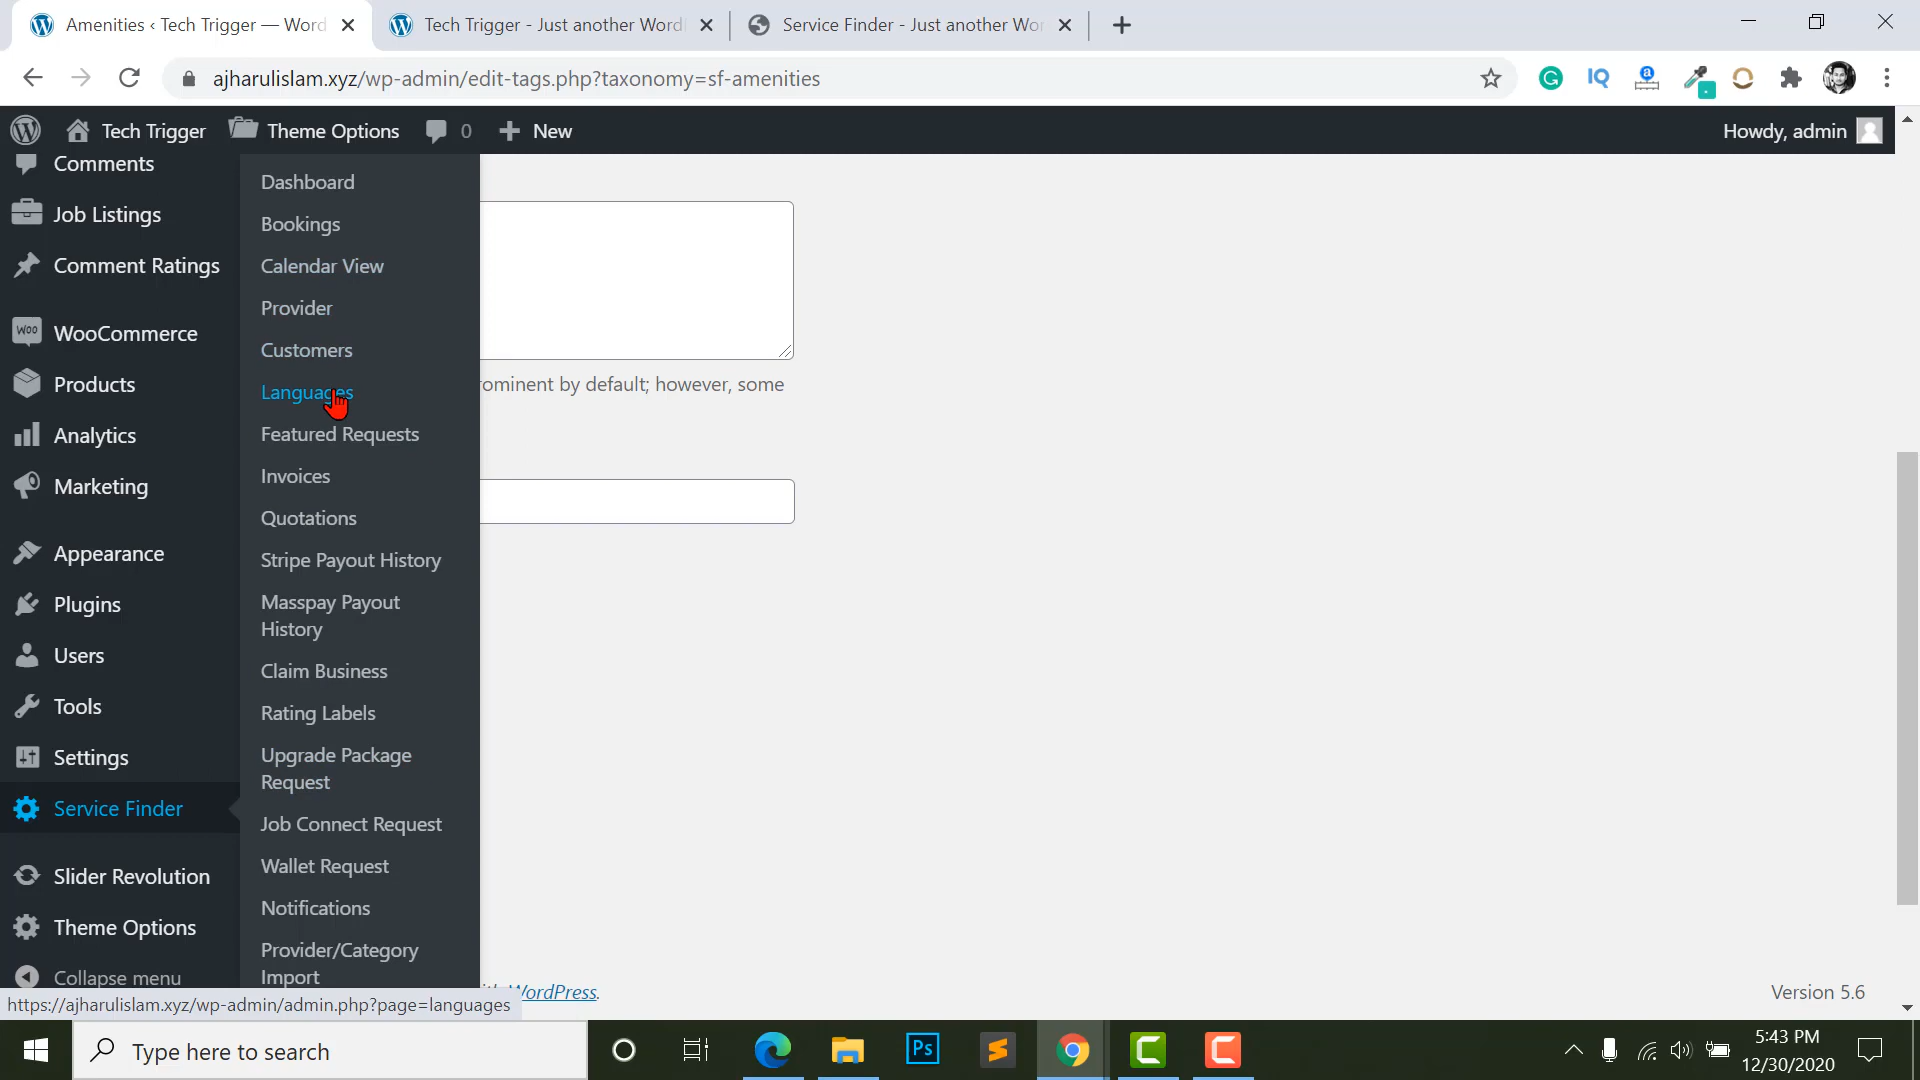 Amenities ‹ Tech Trigger — Word
Tech Trigger - Just another Word
Service Finder - Just another Wor
ajharulislam.xyz/wp-admin/edit-tags.php?taxonomy=sf-amenities
Tech Trigger
Theme Options
0
New
Howdy, admin
Comments
Job Listings
Comment Ratings
WooCommerce
Products
Analytics
Marketing
Appearance
Plugins
Users
Tools
Settings
Service Finder
Slider Revolution
Theme Options
Collapse menu
Dashboard
Bookings
Calendar View
Provider
Customers
Languages
Featured Requests
Invoices
Quotations
Stripe Payout History
Masspay Payout
History
Claim Business
Rating Labels
Upgrade Package
Request
Job Connect Request
Wallet Request
Notifications
Provider/Category
Import
rominent by default; however, some
WordPress.
Version 5.6
https://ajharulislam.xyz/wp-admin/admin.php?page=languages
Type here to search
Ps
5:43 PM
12/30/2020